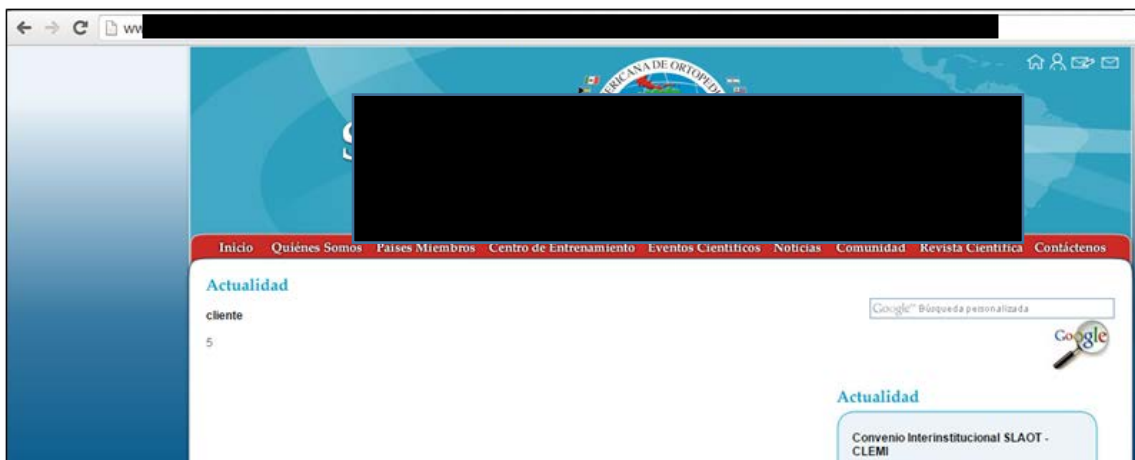 ww
AMERICANA DE ORTOPEDI
S
Inicio Quiénes Somos Países Miembros Centro de Entrenamiento Eventos Científicos Noticias Comunidad Revista Científica Contáctenos
Actualidad
cliente
5
Google™ Búsqueda personalizada
Google
Actualidad
Convenio Interinstitucional SLAOT -
CLEMI